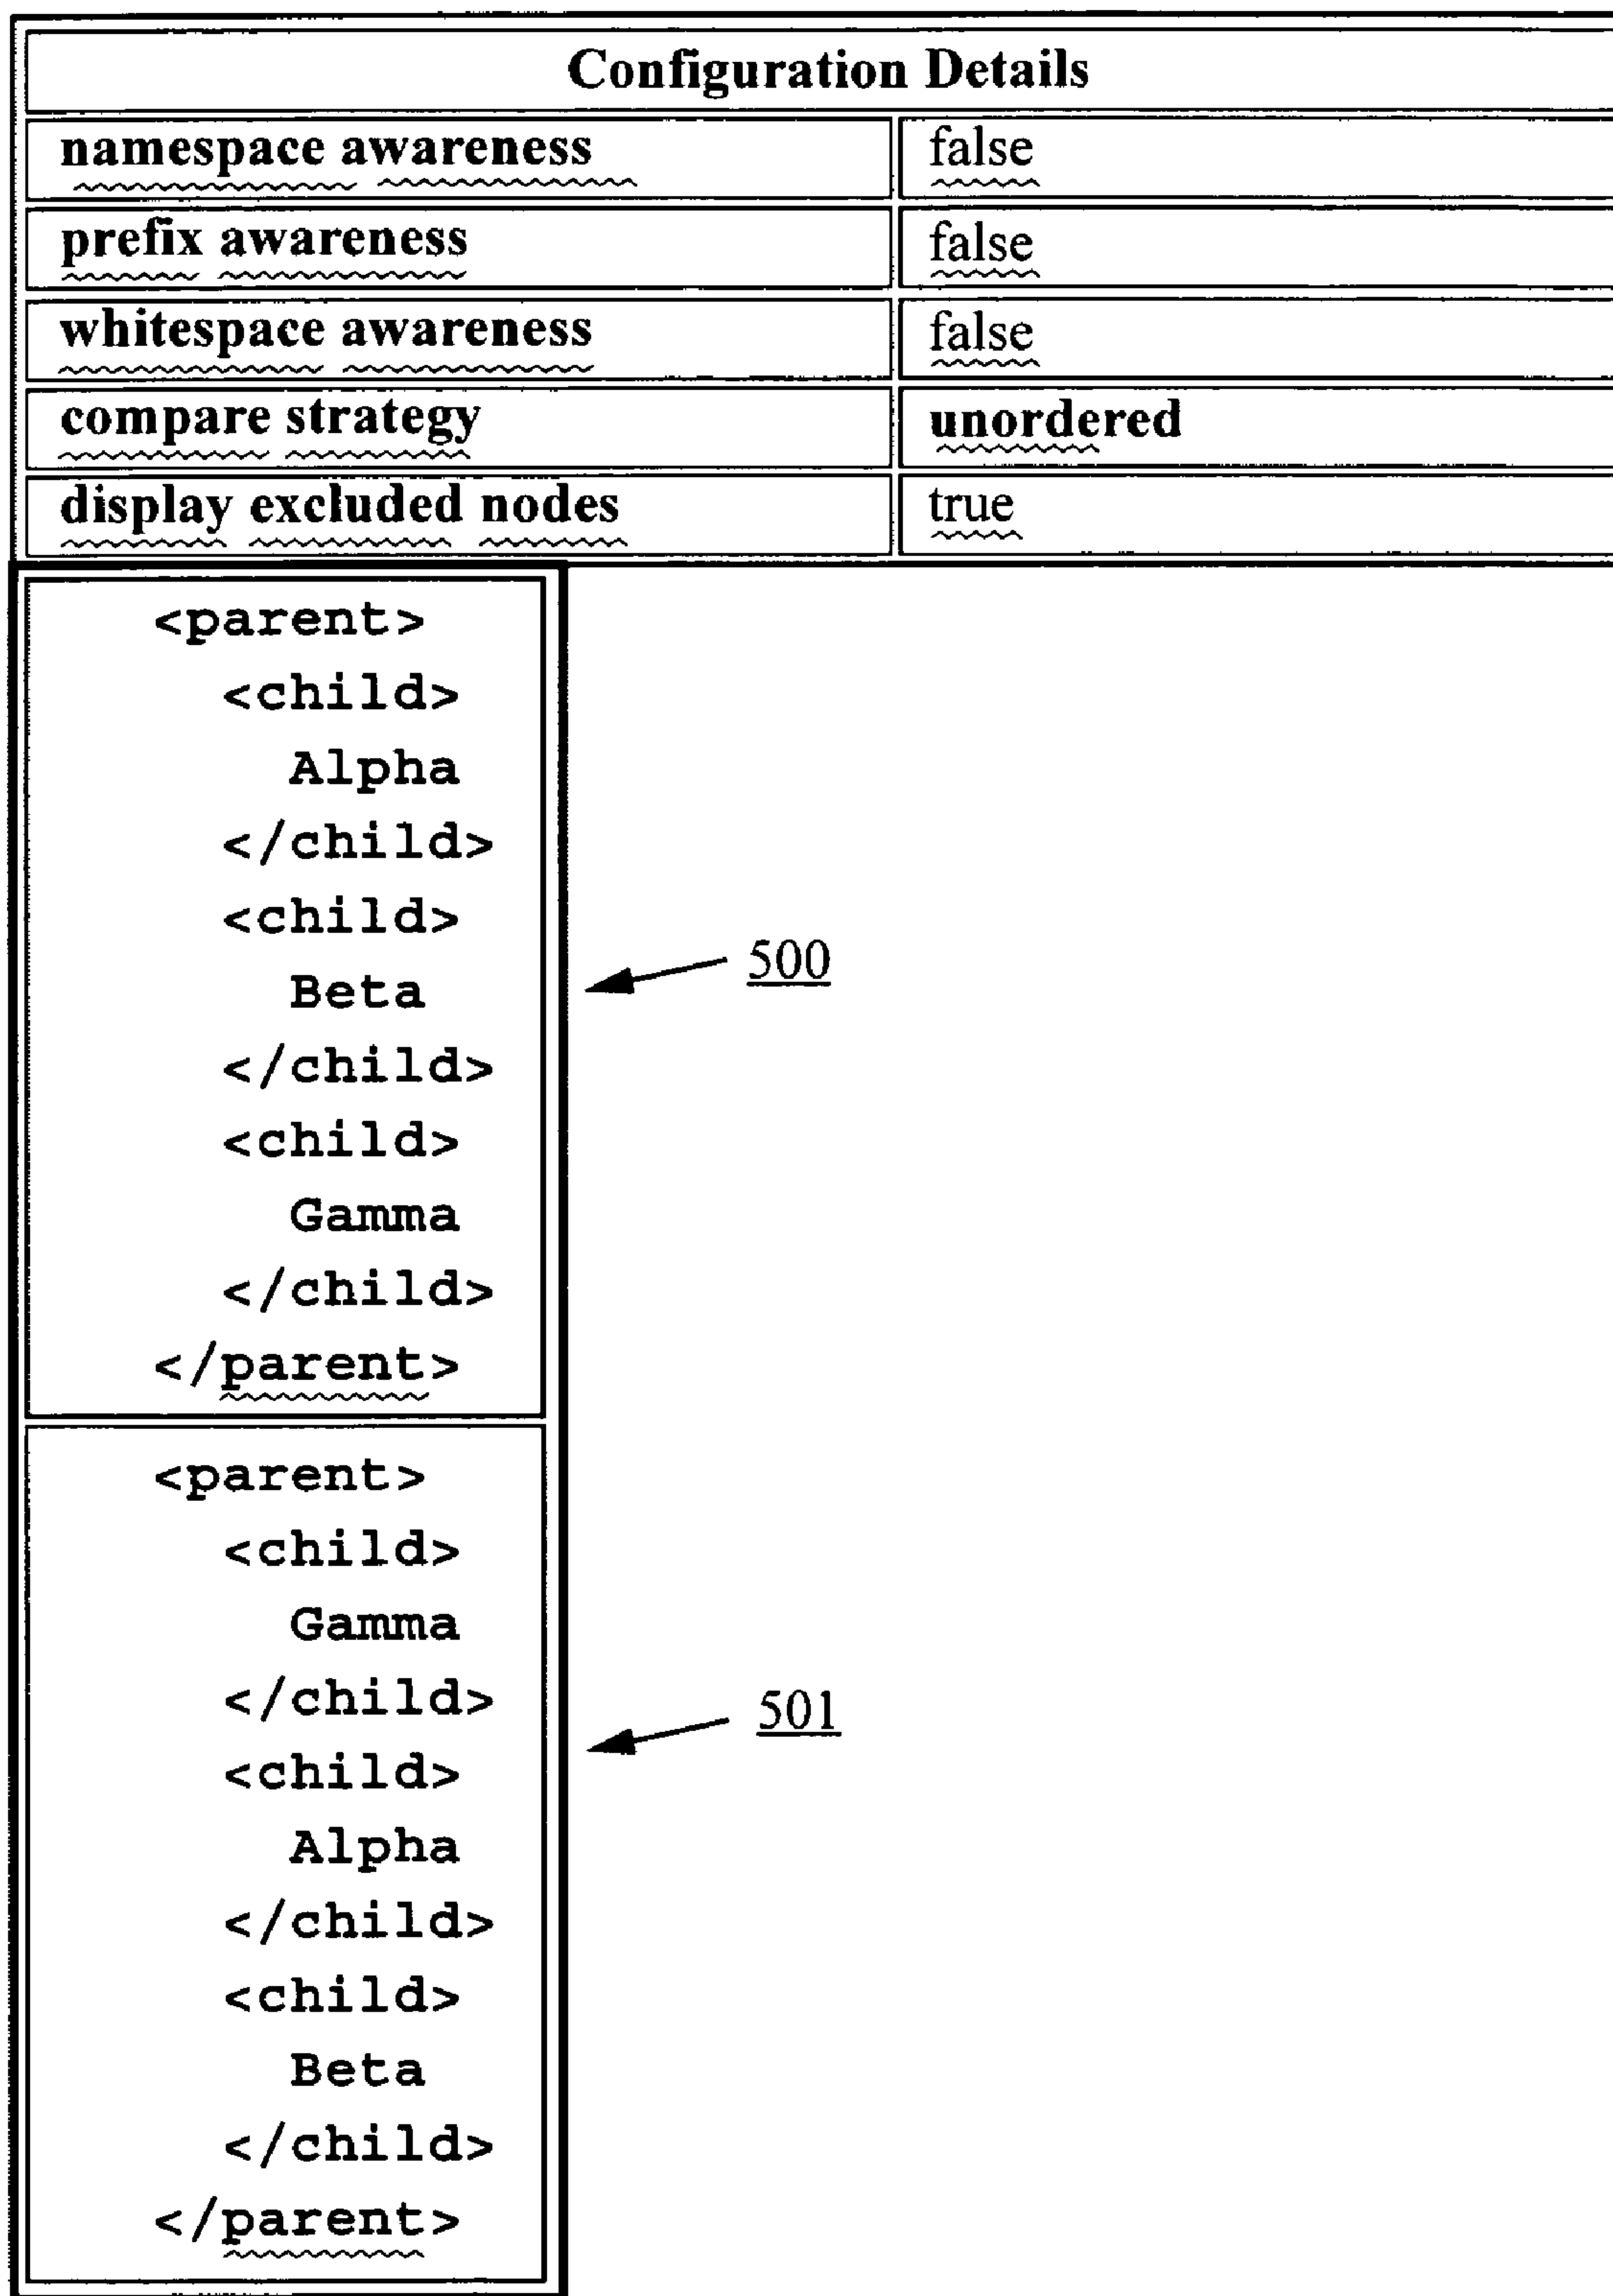 Configuration Details
namespace awareness false
prefix awareness false
whitespace awareness false
compare strategy unordered
display excluded nodes true
<parent>
<child>
Alpha
</child>
<child>
Beta
</child>
<child>
Gamma
</child>
</parent>
500
<parent>
<child>
Gamma
</child>
<child>
Alpha
</child>
<child>
Beta
</child>
</parent>
501